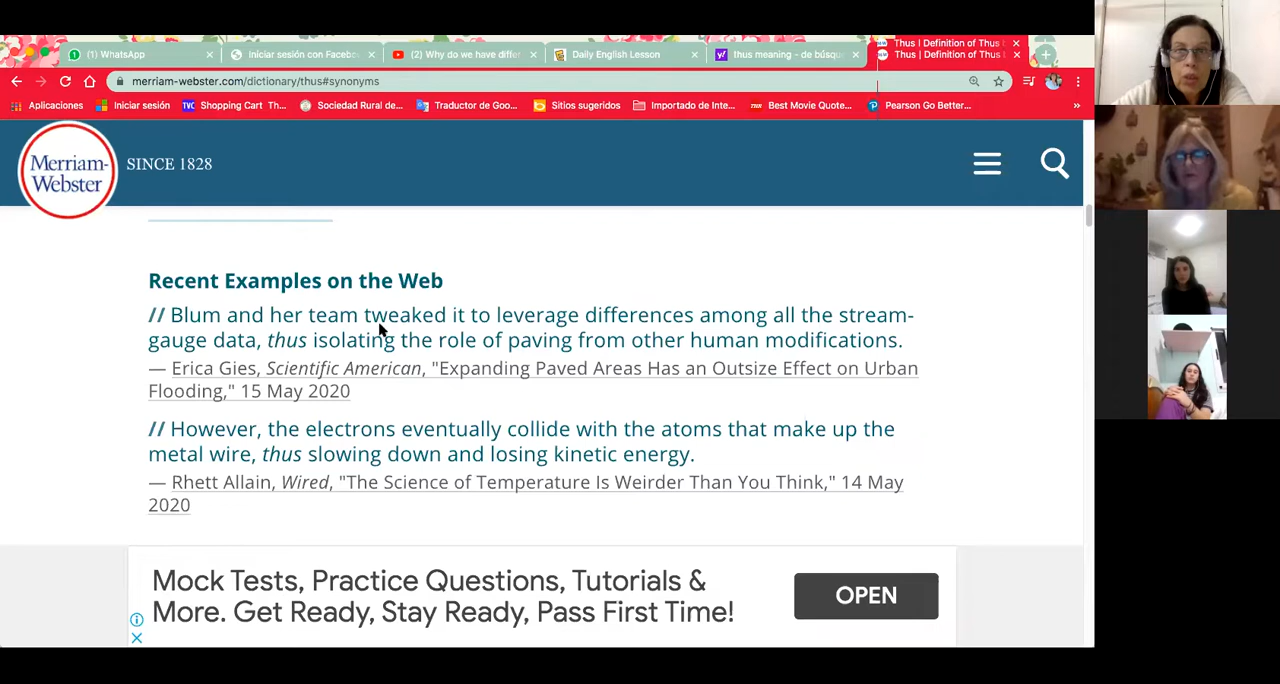 (1) WhatsApp
Iniciar sesión con Faceb
(2) Why do we have differ
Daily English Lesson
thus meaning - de búsqu
Thus | Definition of Thus
Thus | Definition of Thus
merriam-webster.com/dictionary/thus#synonyms
Aplicaciones
Iniciar sesión
TVC
Shopping Cart Th...
Sociedad Rural de...
Traductor de Goo...
Sitios sugeridos
Importado de Inte...
Best Movie Quote...
Pearson Go Better...
»
Merriam-
Webster
SINCE 1828
Recent Examples on the Web
// Blum and her team tweaked it to leverage differences among all the stream-
gauge data, thus isolating the role of paving from other human modifications.
— Erica Gies, Scientific American, "Expanding Paved Areas Has an Outsize Effect on Urban
Flooding," 15 May 2020
// However, the electrons eventually collide with the atoms that make up the
metal wire, thus slowing down and losing kinetic energy.
— Rhett Allain, Wired, "The Science of Temperature Is Weirder Than You Think," 14 May
2020
Mock Tests, Practice Questions, Tutorials &
More. Get Ready, Stay Ready, Pass First Time!
OPEN